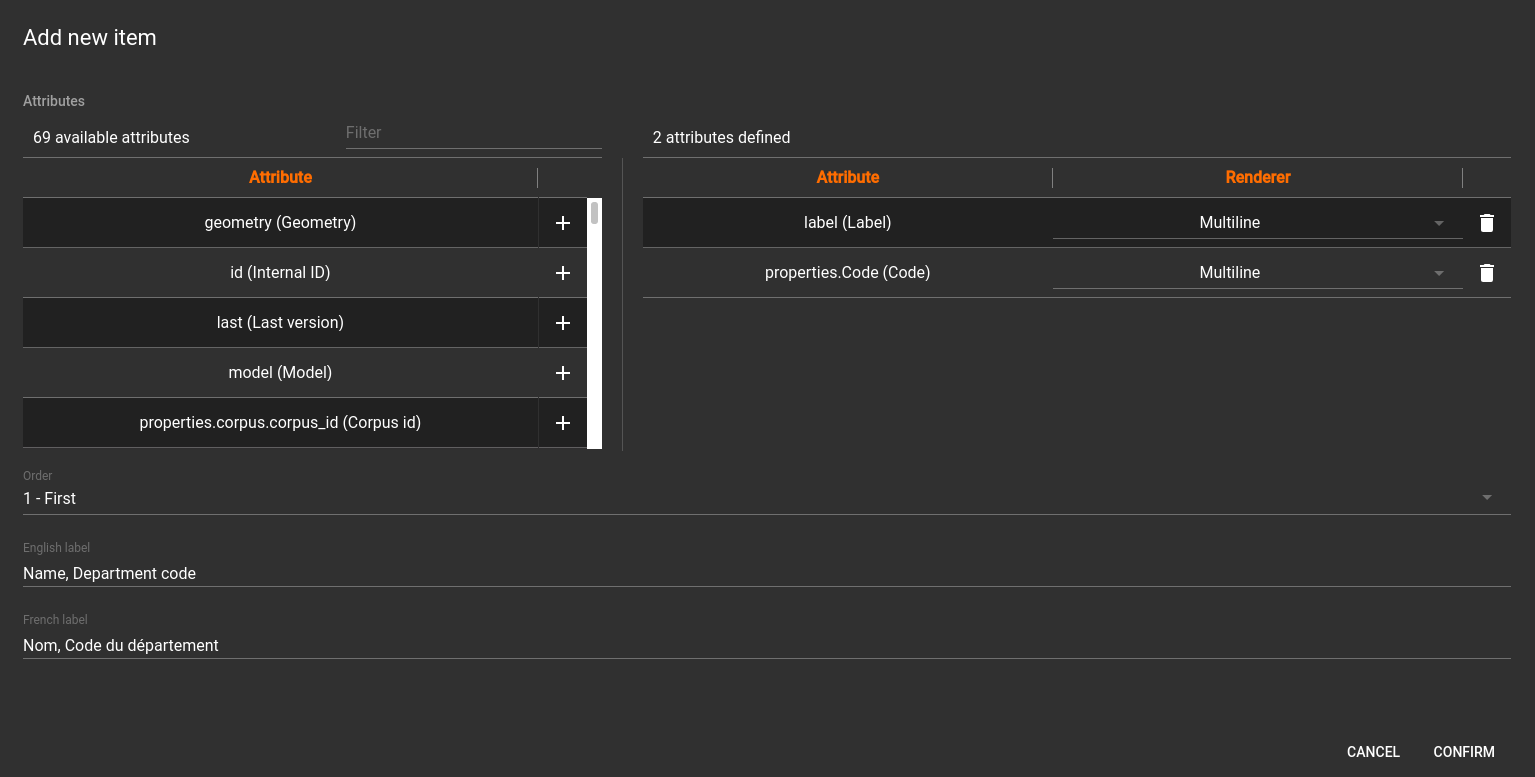 Add new item
Attributes
69 available attributes
Filter
Attribute
geometry (Geometry)
id (Internal ID)
last (Last version)
model (Model)
properties.corpus.corpus_id (Corpus id)
2 attributes defined
Attribute Renderer
label (Label) Multiline
properties.Code (Code) Multiline
Order
1 - First
English label
Name, Department code
French label
Nom, Code du département
CANCEL CONFIRM